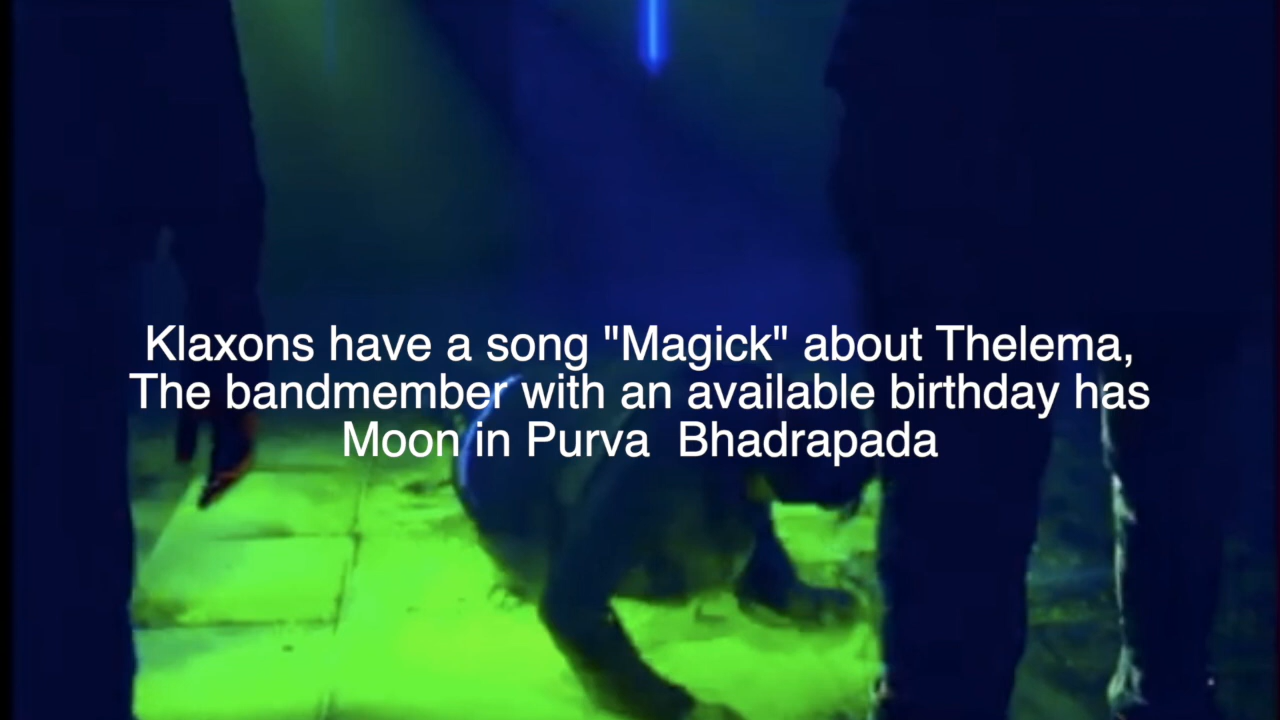 Klaxons have a song "Magick" about Thelema,
The bandmember with an available birthday has
Moon in Purva  Bhadrapada